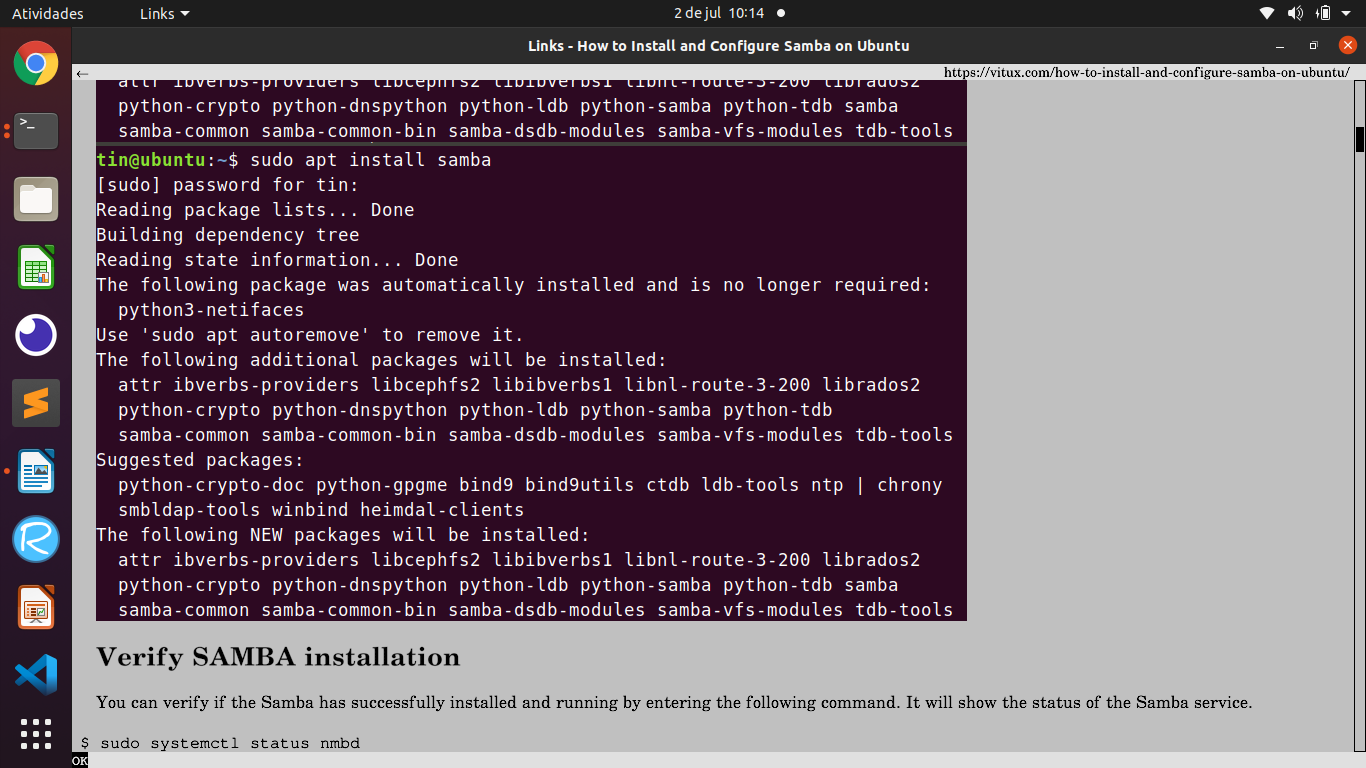 Atividades
Links
2 de jul 10:14
Links - How to Install and Configure Samba on Ubuntu
https://vitux.com/how-to-install-and-configure-samba-on-ubuntu/
attr ibverbs-providers libcephfs2 libibverbs1 libnl-route-3-200 librados2
python-crypto python-dnspython python-ldb python-samba python-tdb samba
samba-common samba-common-bin samba-dsdb-modules samba-vfs-modules tdb-tools
tin@ubuntu:~$ sudo apt install samba
[sudo] password for tin:
Reading package lists... Done
Building dependency tree
Reading state information... Done
The following package was automatically installed and is no longer required:
python3-netifaces
Use 'sudo apt autoremove' to remove it.
The following additional packages will be installed:
attr ibverbs-providers libcephfs2 libibverbs1 libnl-route-3-200 librados2
python-crypto python-dnspython python-ldb python-samba python-tdb
samba-common samba-common-bin samba-dsdb-modules samba-vfs-modules tdb-tools
Suggested packages:
python-crypto-doc python-gpgme bind9 bind9utils ctdb ldb-tools ntp | chrony
smbldap-tools winbind heimdal-clients
The following NEW packages will be installed:
attr ibverbs-providers libcephfs2 libibverbs1 libnl-route-3-200 librados2
python-crypto python-dnspython python-ldb python-samba python-tdb samba
samba-common samba-common-bin samba-dsdb-modules samba-vfs-modules tdb-tools
Verify SAMBA installation
You can verify if the Samba has successfully installed and running by entering the following command. It will show the status of the Samba service.
$ sudo systemctl status nmbd
OK